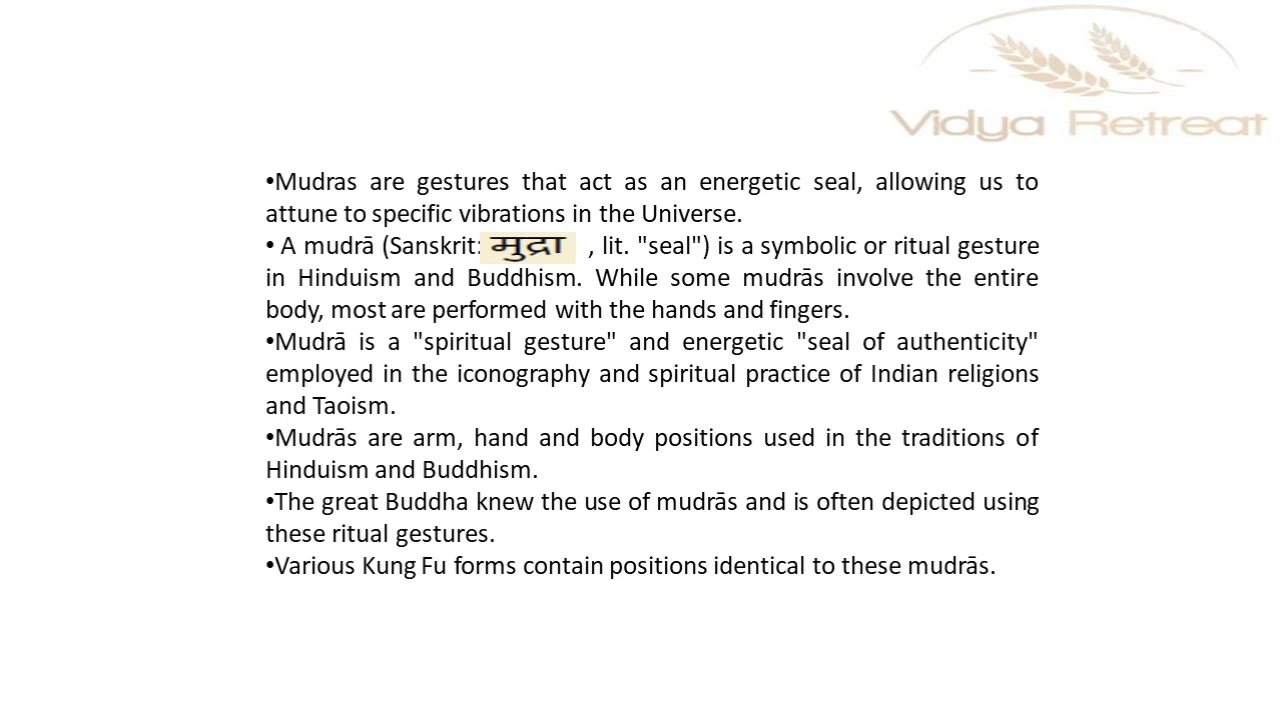 Vidya Retreat
•Mudras are gestures that act as an energetic seal, allowing us to
attune to specific vibrations in the Universe.
• A mudrā (Sanskrit: मुद्रा , lit. "seal") is a symbolic or ritual gesture
in Hinduism and Buddhism. While some mudrās involve the entire
body, most are performed with the hands and fingers.
•Mudrā is a "spiritual gesture" and energetic "seal of authenticity"
employed in the iconography and spiritual practice of Indian religions
and Taoism.
•Mudrās are arm, hand and body positions used in the traditions of
Hinduism and Buddhism.
•The great Buddha knew the use of mudrās and is often depicted using
these ritual gestures.
•Various Kung Fu forms contain positions identical to these mudrās.